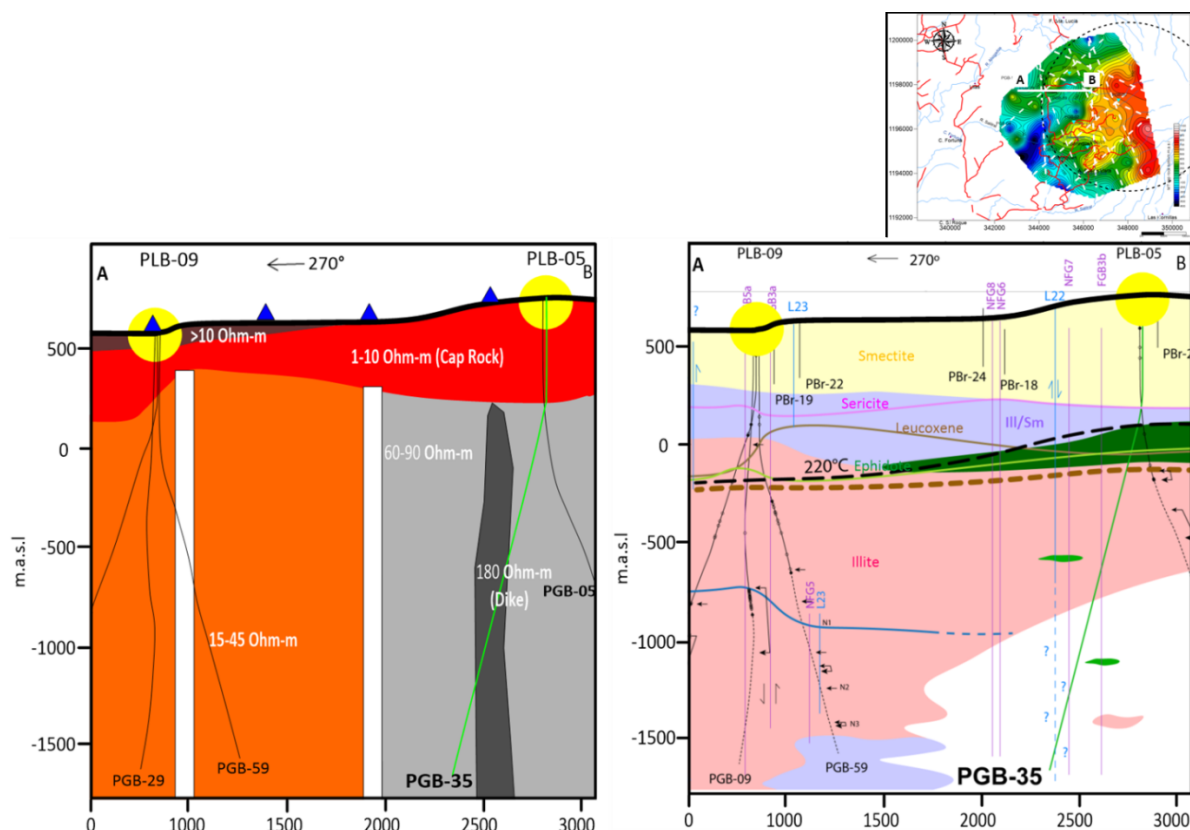 1200000
1198000
1196000
1194000
1192000
A
B
N
C. Fortuna
340000 342000 344000 346000 348000 350000
A
PLB-09
← 270°
PLB-05
B
>10 Ohm-m
1-10 Ohm-m (Cap Rock)
60-90 Ohm-m
180 Ohm-m
(Dike)
PGB-05
15-45 Ohm-m
PGB-29
PGB-59
PGB-35
m.a.s.l
500
0
-500
-1000
-1500
0 1000 2000 3000
A
PLB-09
← 270°
PLB-05
B
?
L23
NFG8
NFG6
L22
NFG7
FGB3b
Smectite
PBr-22
PBr-19
PBr-24
PBr-18
Sericite
Leucoxene
Ill/Sm
220°C
Ephidote
Illite
NFG5
L23
N1
N2
N3
?
?
?
?
PGB-09
PGB-59
PGB-35
m.a.s.l
500
0
-500
-1000
-1500
0 500 1000 1500 2000 2500 3000